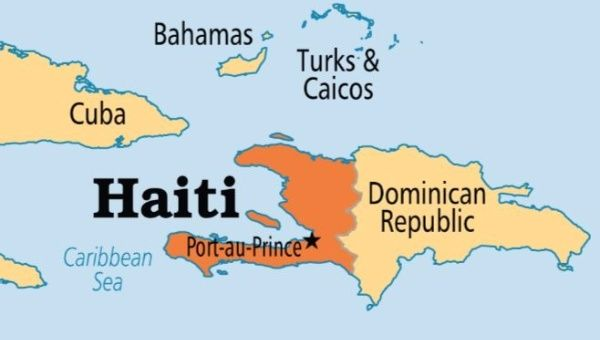 Bahamas
Turks &
Caicos
Cuba
Haiti
Dominican
Republic
Port-au-Prince
Caribbean
Sea